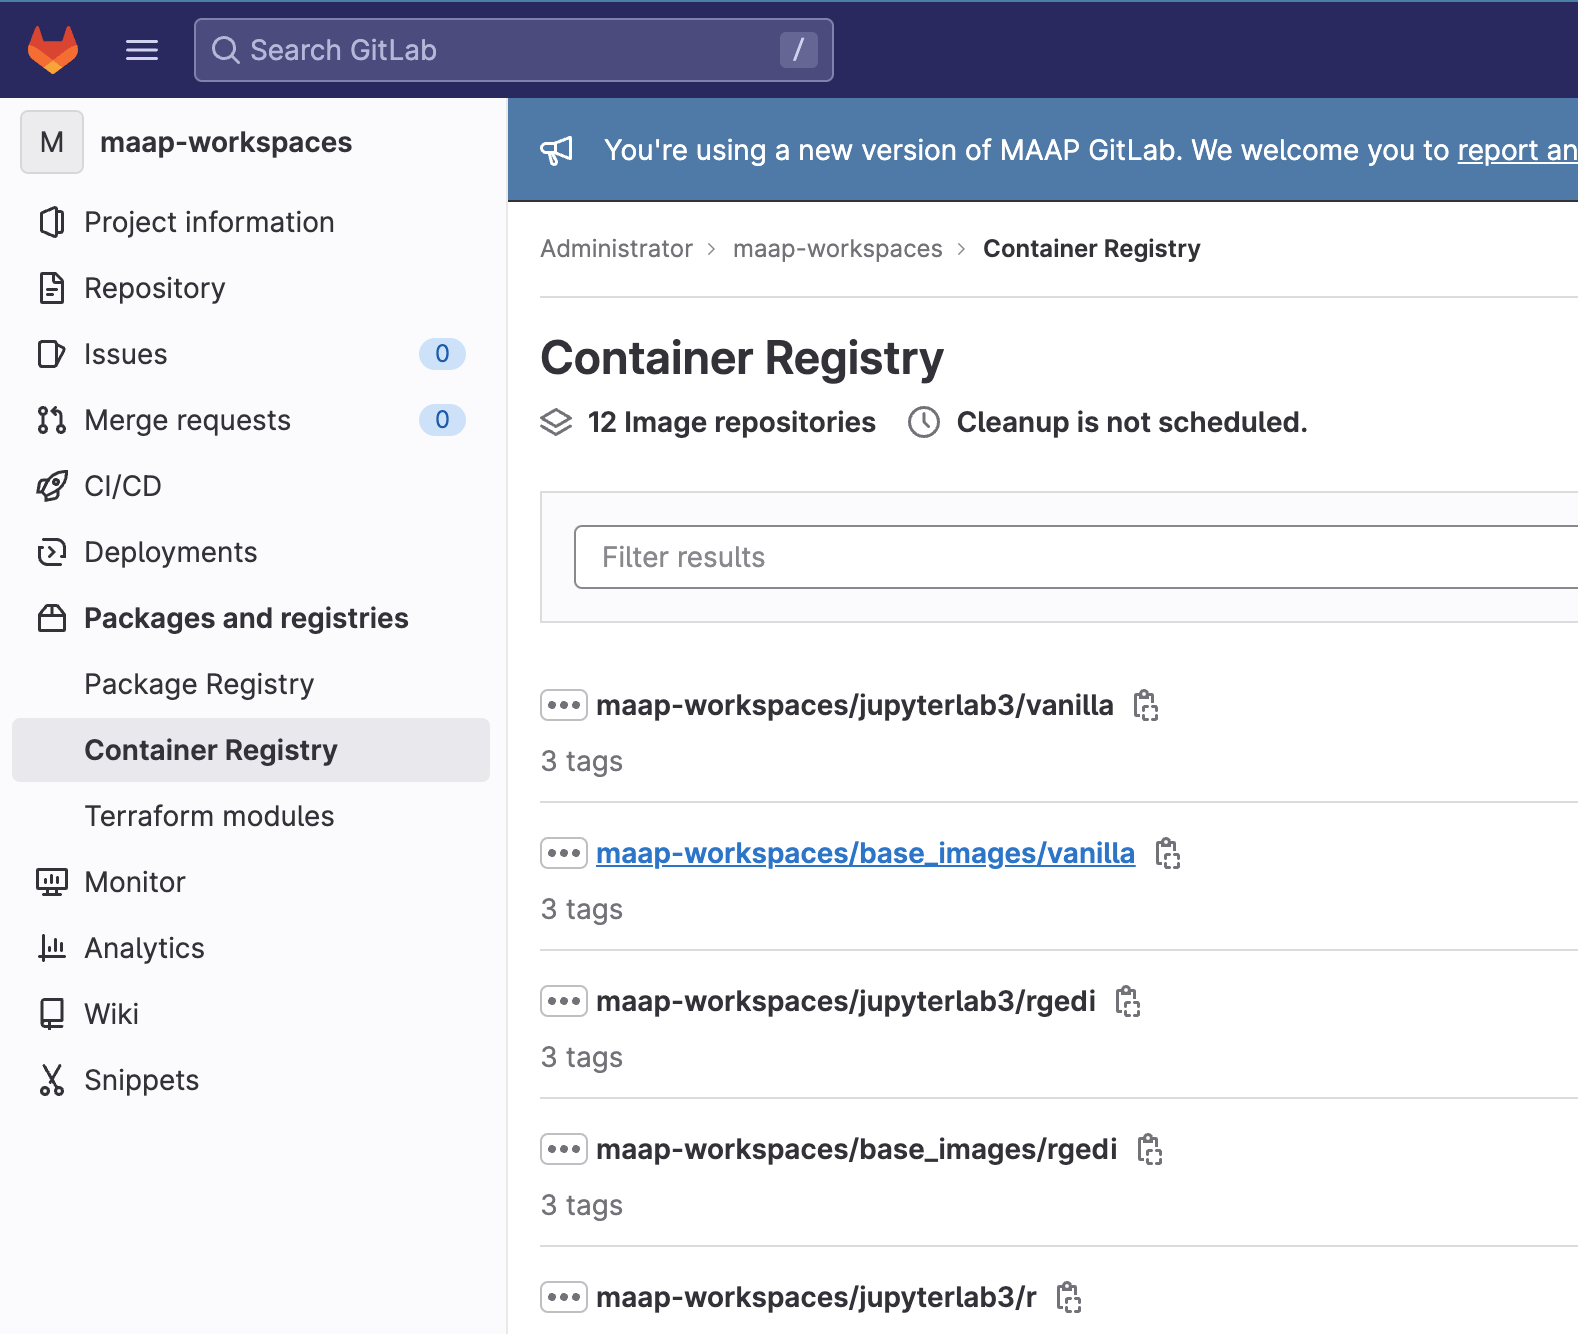 Search GitLab /
M maap-workspaces
Project information
Repository
Issues 0
Merge requests 0
CI/CD
Deployments
Packages and registries
Package Registry
Container Registry
Terraform modules
Monitor
Analytics
Wiki
Snippets
You're using a new version of MAAP GitLab. We welcome you to report an
Administrator > maap-workspaces > Container Registry
Container Registry
12 Image repositories Cleanup is not scheduled.
Filter results
maap-workspaces/jupyterlab3/vanilla
3 tags
maap-workspaces/base_images/vanilla
3 tags
maap-workspaces/jupyterlab3/rgedi
3 tags
maap-workspaces/base_images/rgedi
3 tags
maap-workspaces/jupyterlab3/r